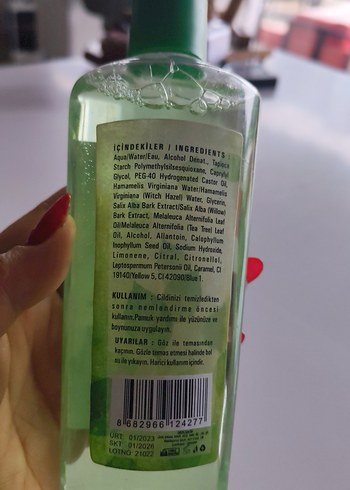 İÇİNDEKİLER / INGREDIENTS :
Aqua/Water/Eau, Alcohol Denat., Tapioca
Starch Polymethylsilsesquioxane, Caprylyl
Glycol, PEG-40 Hydrogenated Castor Oil,
Hamamelis Virginiana Water/Hamamelis
Virginiana (Witch Hazel) Water, Glycerin,
Salix Alba Bark Extract/Salix Alba (Willow)
Bark Extract, Melaleuca Alternifolia Leaf
Oil/Melaleuca Alternifolia (Tea Tree) Leaf
Oil, Alcohol, Allantoin, Calophyllum
Inophyllum Seed Oil, Sodium Hydroxide,
Limonene, Citral, Citronellol,
Leptospermum Petersonii Oil, Caramel, CI
19140/Yellow 5, CI 42090/Blue 1.
KULLANIM : Cildinizi temizledikten
sonra nemlendirme öncesi
kullanın. Pamuk yardımı ile yüzünüze ve
boynunuza uygulayın.
UYARILAR : Göz ile temasından
kaçının. Gözle temas etmesi halinde bol
su ile yıkayın. Harici kullanım içindir.
8 682966 124277
ÜRT: 01/2023
SKT: 01/2026
LOTNO: 21022